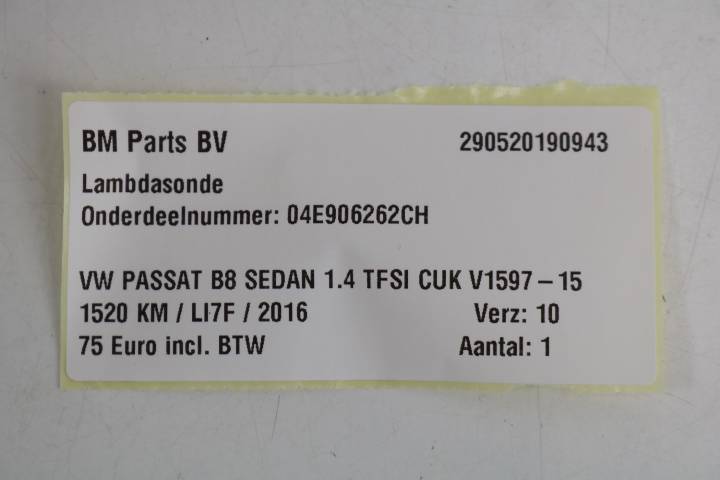 BM Parts BV 290520190943
Lambdasonde
Onderdeelnummer: 04E906262CH
VW PASSAT B8 SEDAN 1.4 TFSI CUK V1597 – 15
1520 KM / LI7F / 2016 Verz: 10
75 Euro incl. BTW Aantal: 1